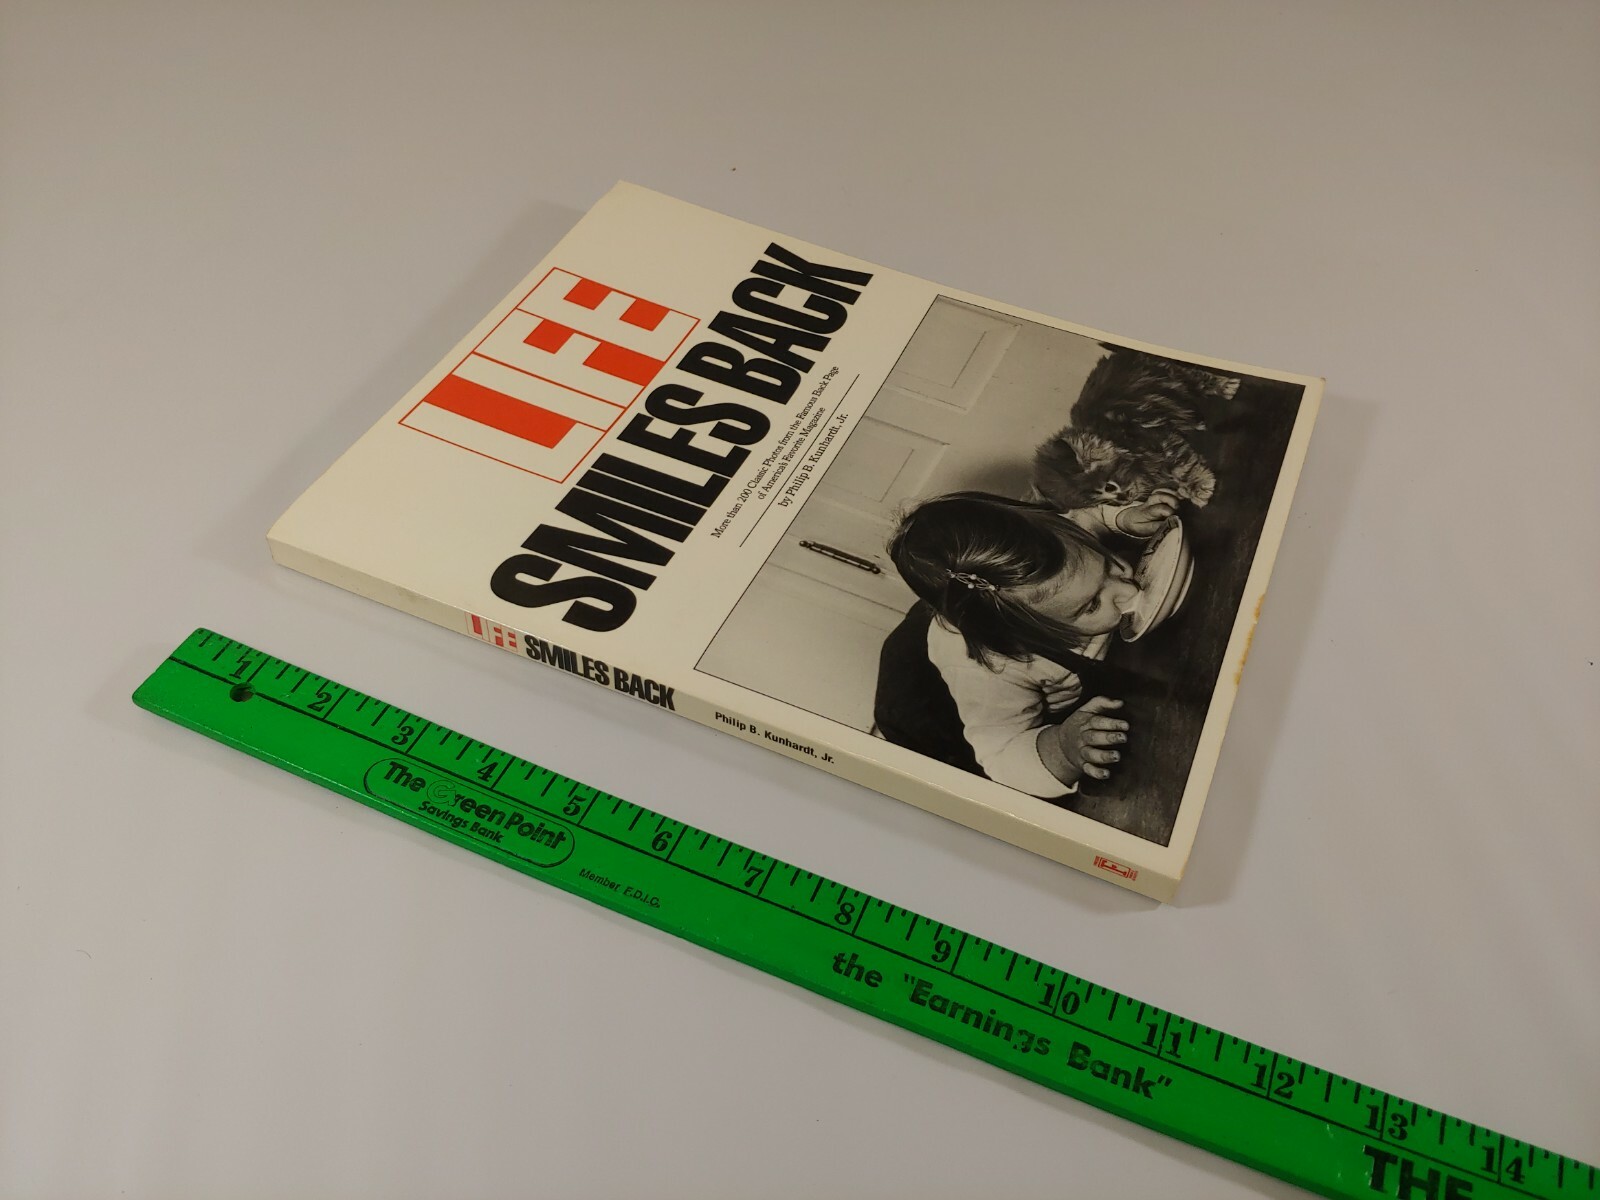 LIFE
SMILES BACK
More than 200 Classic Photos from the Famous Back Page
of America's Favorite Magazine
by Philip B. Kunhardt, Jr.
LIFE SMILES BACK Philip B. Kunhardt, Jr.
1 2 3 4 5 6 7 8 9 10 11 12 13 14
The Green Point
Savings Bank
Member F.D.I.C.
the "Earnings Bank"
THE